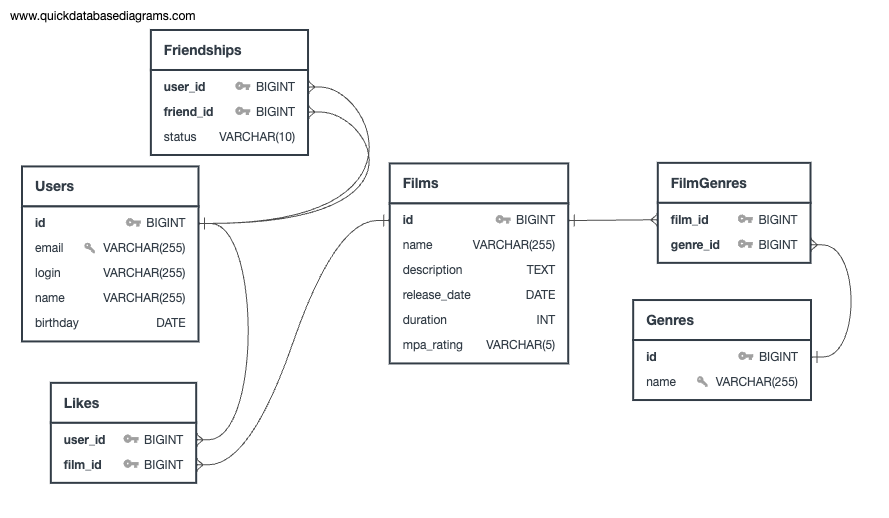 www.quickdatabasediagrams.com
Friendships
user_id BIGINT
friend_id BIGINT
status VARCHAR(10)
Users
id BIGINT
email VARCHAR(255)
login VARCHAR(255)
name VARCHAR(255)
birthday DATE
Likes
user_id BIGINT
film_id BIGINT
Films
id BIGINT
name VARCHAR(255)
description TEXT
release_date DATE
duration INT
mpa_rating VARCHAR(5)
FilmGenres
film_id BIGINT
genre_id BIGINT
Genres
id BIGINT
name VARCHAR(255)